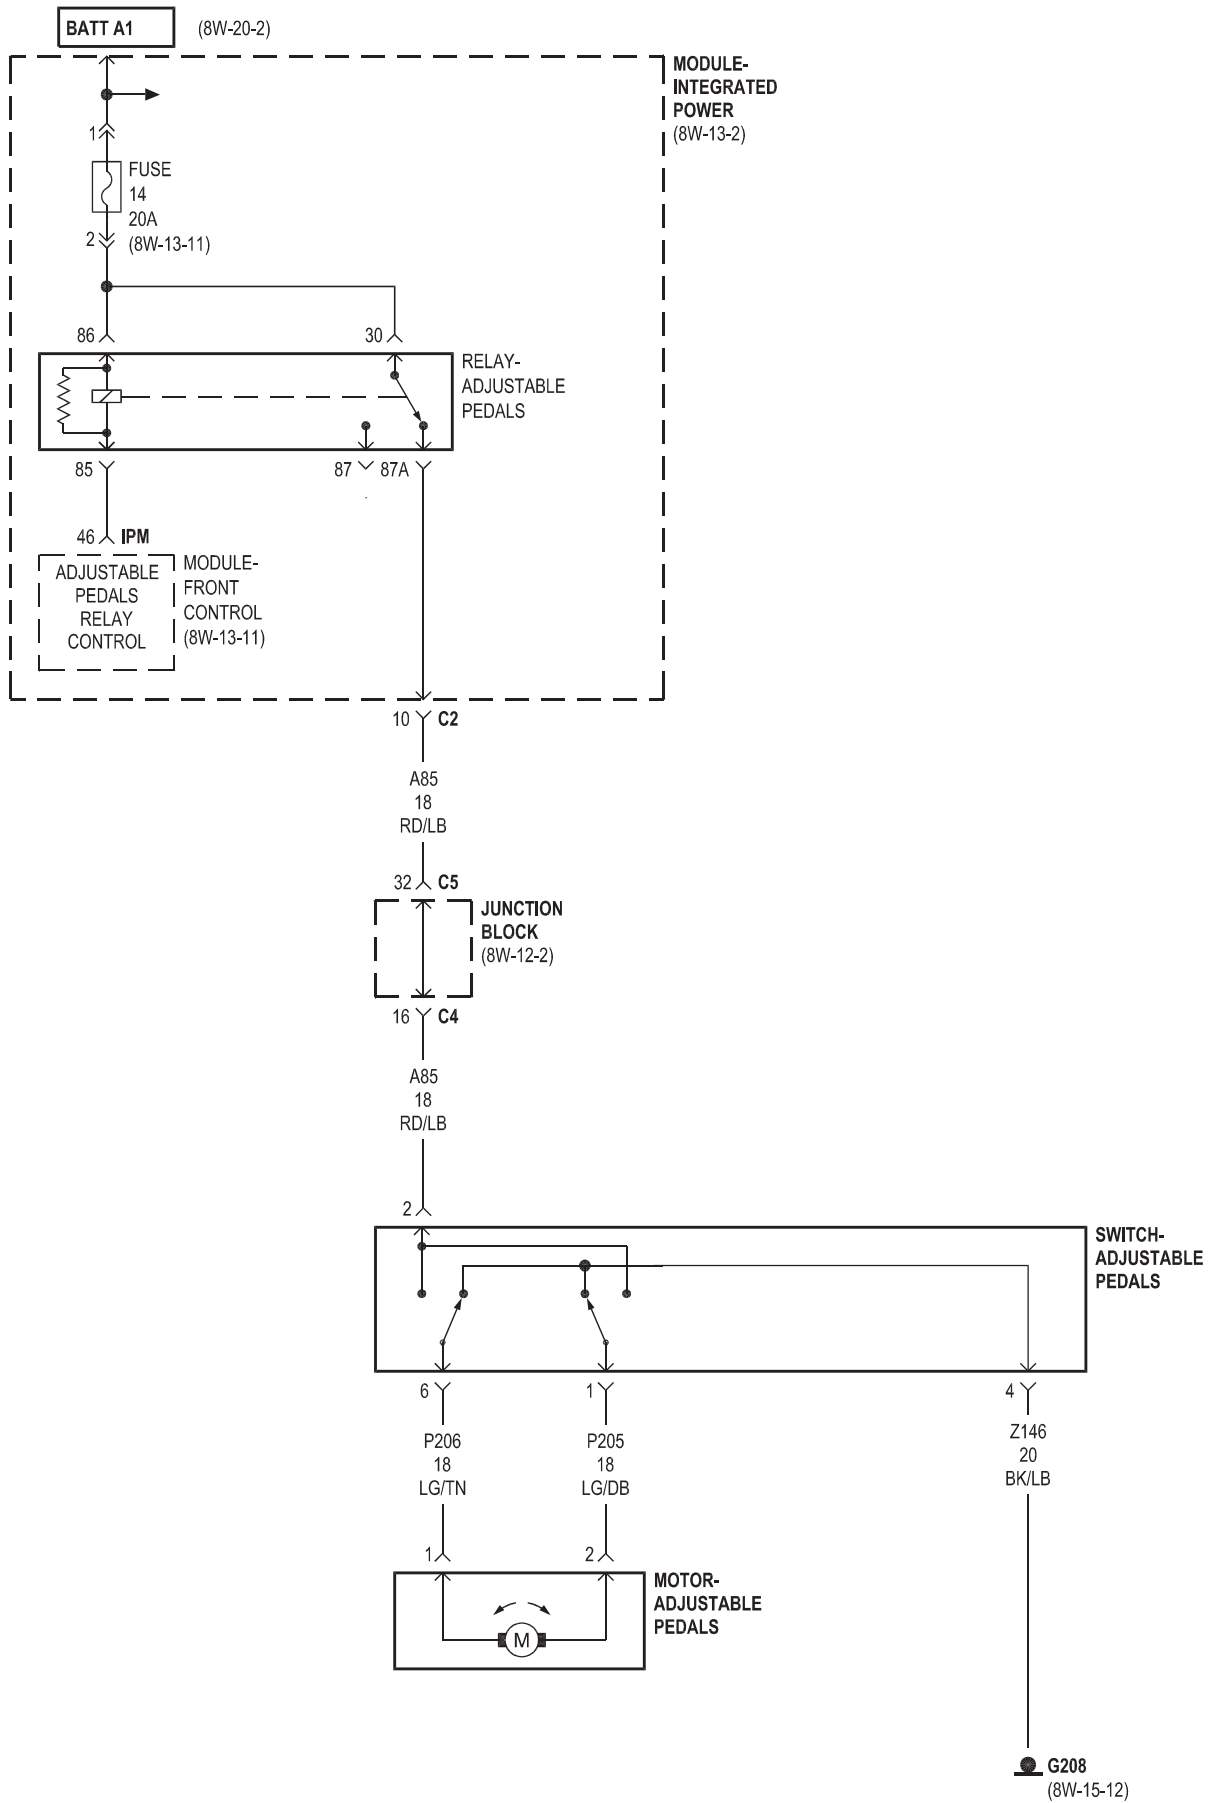 BATT A1
(8W-20-2)
MODULE-
INTEGRATED
POWER
(8W-13-2)
1
FUSE
14
20A
(8W-13-11)
2
86
30
RELAY-
ADJUSTABLE
PEDALS
85
87
87A
46
IPM
ADJUSTABLE
PEDALS
RELAY
CONTROL
MODULE-
FRONT
CONTROL
(8W-13-11)
10
C2
A85
18
RD/LB
32
C5
JUNCTION
BLOCK
(8W-12-2)
16
C4
A85
18
RD/LB
2
SWITCH-
ADJUSTABLE
PEDALS
6
1
4
P206
18
LG/TN
P205
18
LG/DB
Z146
20
BK/LB
1
2
MOTOR-
ADJUSTABLE
PEDALS
M
G208
(8W-15-12)